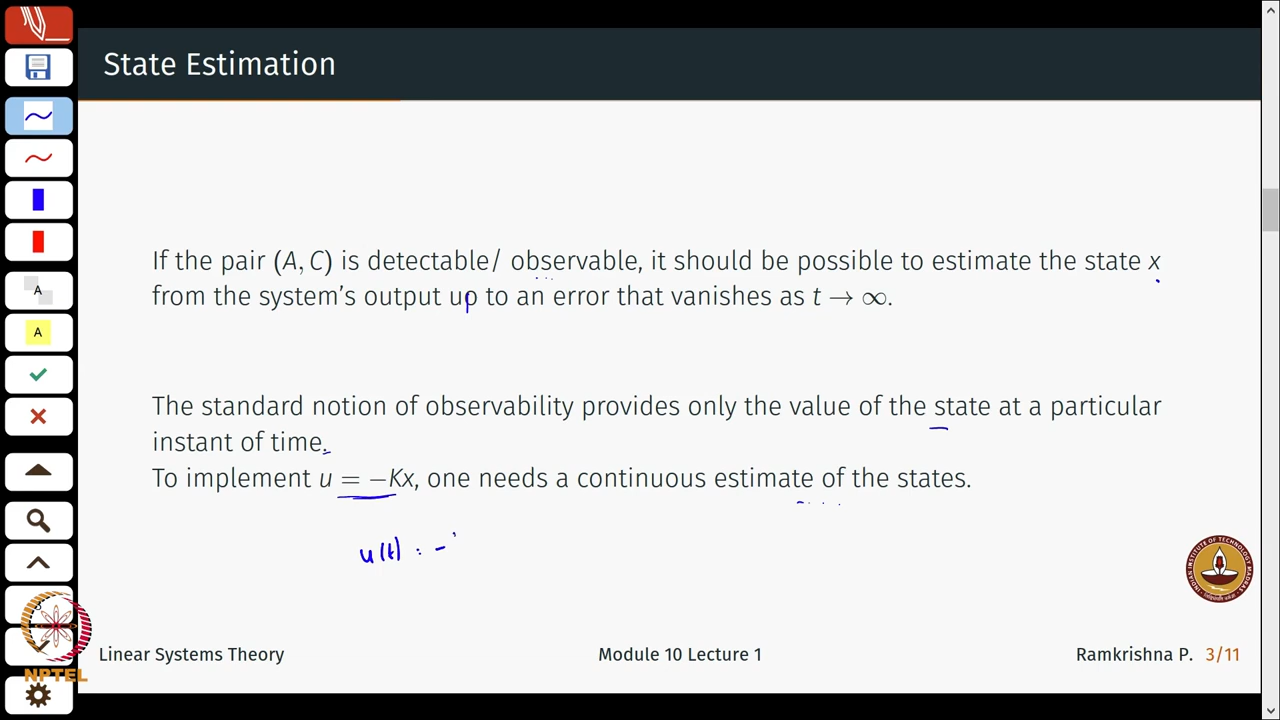 State Estimation
If the pair (A, C) is detectable/ observable, it should be possible to estimate the state x
from the system's output up to an error that vanishes as t → ∞.
The standard notion of observability provides only the value of the state at a particular
instant of time.
To implement u = −Kx, one needs a continuous estimate of the states.
u(t) : -
Linear Systems Theory
Module 10 Lecture 1
Ramkrishna P. 3/11
A
A
NPTEL